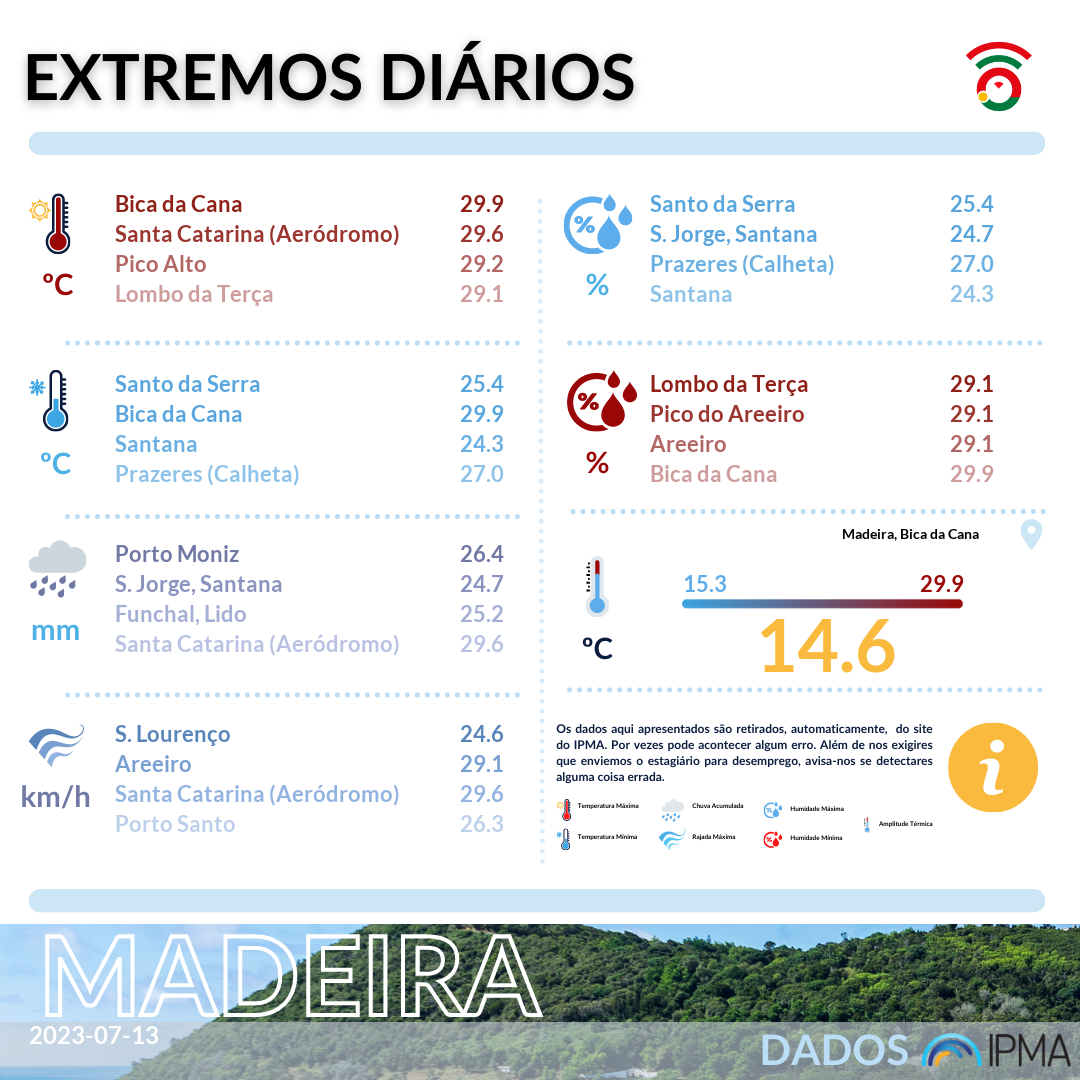 EXTREMOS DIÁRIOS
Bica da Cana 29.9
Santa Catarina (Aeródromo) 29.6
Pico Alto 29.2
Lombo da Terça 29.1
ºC
Santo da Serra 25.4
Bica da Cana 29.9
Santana 24.3
Prazeres (Calheta) 27.0
ºC
Porto Moniz 26.4
S. Jorge, Santana 24.7
Funchal, Lido 25.2
Santa Catarina (Aeródromo) 29.6
mm
S. Lourenço 24.6
Areeiro 29.1
Santa Catarina (Aeródromo) 29.6
Porto Santo 26.3
km/h
%
Santo da Serra 25.4
S. Jorge, Santana 24.7
Prazeres (Calheta) 27.0
Santana 24.3
%
%
Lombo da Terça 29.1
Pico do Areeiro 29.1
Areeiro 29.1
Bica da Cana 29.9
%
Madeira, Bica da Cana
15.3 29.9
ºC
14.6
Os dados aqui apresentados são retirados, automaticamente, do site
do IPMA. Por vezes pode acontecer algum erro. Além de nos exigires
que enviemos o estagiário para desemprego, avisa-nos se detectares
alguma coisa errada.
i
Temperatura Máxima Chuva Acumulada Humidade Máxima
Amplitude Térmica
Temperatura Mínima Rajada Máxima Humidade Mínima
MADEIRA
2023-07-13
DADOS IPMA